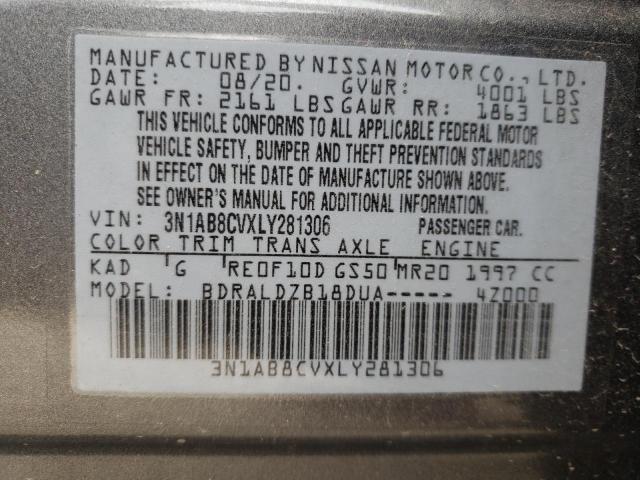 MANUFACTURED BY NISSAN MOTOR CO., LTD.
DATE: 08/20. GVWR: 4001 LBS
GAWR FR: 2161 LBS GAWR RR: 1863 LBS
THIS VEHICLE CONFORMS TO ALL APPLICABLE FEDERAL MOTOR
VEHICLE SAFETY, BUMPER AND THEFT PREVENTION STANDARDS
IN EFFECT ON THE DATE OF MANUFACTURE SHOWN ABOVE.
SEE OWNER'S MANUAL FOR ADDITIONAL INFORMATION.
VIN: 3N1AB8CVXLY281306 PASSENGER CAR.
COLOR TRIM TRANS AXLE ENGINE
KAD G RE0F10D GS50 MR20 1997 CC
MODEL: BDRALDZB18DUA----- 4Z000
3N1AB8CVXLY281306